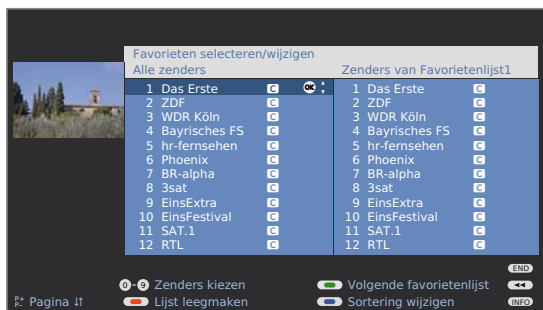 Favorieten selecteren/wijzigen
Alle zenders
Zenders van Favorietenlijst1
1 Das Erste C OK
2 ZDF C
3 WDR Köln C
4 Bayrisches FS C
5 hr-fernsehen C
6 Phoenix C
7 BR-alpha C
8 3sat C
9 EinsExtra C
10 EinsFestival C
11 SAT.1 C
12 RTL C
1 Das Erste C
2 ZDF C
3 WDR Köln C
4 Bayrisches FS C
5 hr-fernsehen C
6 Phoenix C
7 BR-alpha C
8 3sat C
9 EinsExtra C
10 EinsFestival C
11 SAT.1 C
12 RTL C
END
0-9 Zenders kiezen
Volgende favorietenlijst
P+ P- Pagina
Lijst leegmaken
Sortering wijzigen
INFO